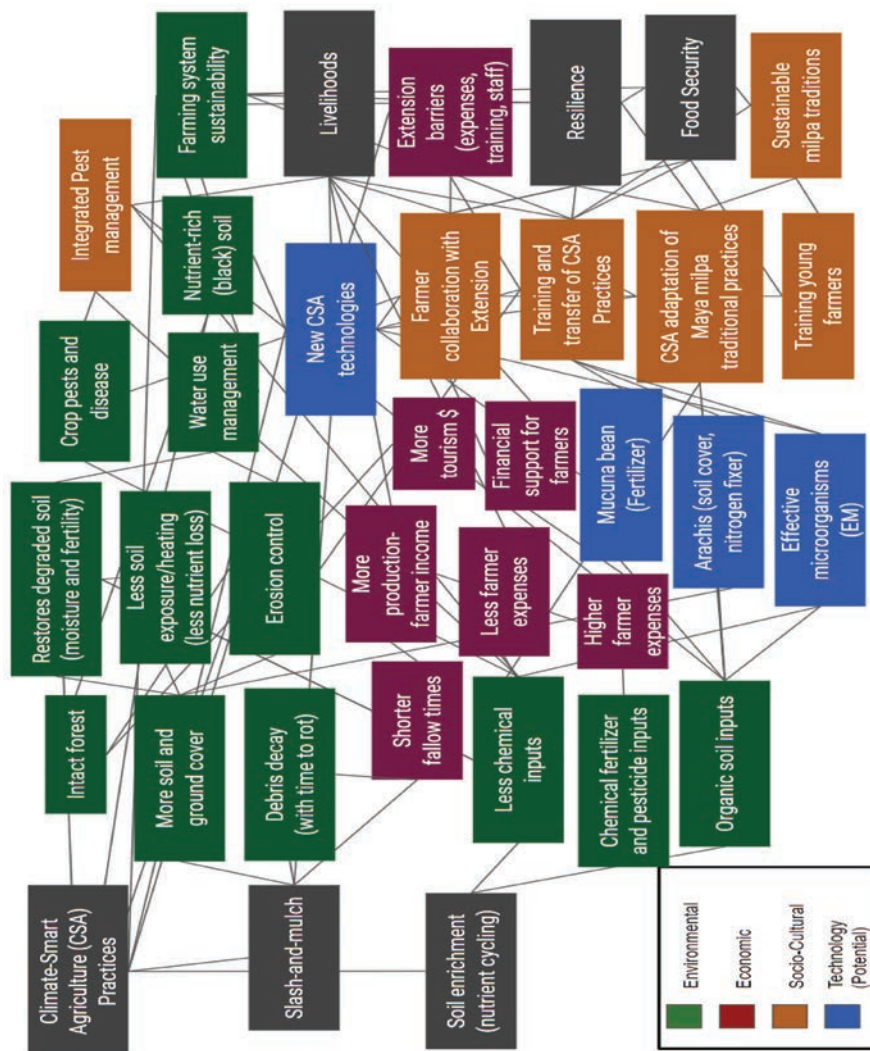 Climate-Smart
Agriculture (CSA)
Practices
Slash-and-mulch
Soil enrichment
(nutrient cycling)
Intact forest
More soil and
ground cover
Debris decay
(with time to rot)
Shorter
fallow times
Less chemical
inputs
Chemical fertilizer
and pesticide inputs
Organic soil inputs
Restores degraded soil
(moisture and fertility)
Less soil
exposure/heating
(less nutrient loss)
Erosion control
More
production-
farmer income
Less farmer
expenses
Higher
farmer
expenses
More
tourism $
Financial
support for
farmers
Mucuna bean
(Fertilizer)
Arachis (soil cover,
nitrogen fixer)
Effective
microorganisms
(EM)
Crop pests and
disease
Water use
management
New CSA
technologies
Integrated Pest
management
Nutrient-rich
(black) soil
Farmer
collaboration with
Extension
Training and
transfer of CSA
Practices
CSA adaptation of
Maya milpa
traditional practices
Training young
farmers
Farming system
sustainability
Livelihoods
Extension
barriers
(expenses,
training, staff)
Resilience
Food Security
Sustainable
milpa traditions
Environmental
Economic
Socio-Cultural
Technology
(Potential)